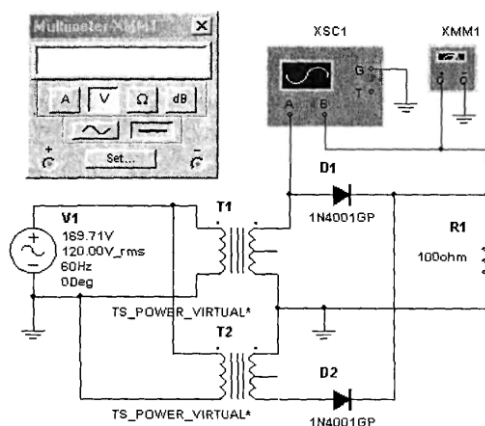 Multimeter-XMM1
A V Ω dB
+ Set... -
XSC1
G
T
A B
XMM1
D1
1N4001GP
V1
169.71V
120.00V_rms
60Hz
0Deg
T1
TS_POWER_VIRTUAL*
R1
100ohm
T2
TS_POWER_VIRTUAL*
D2
1N4001GP